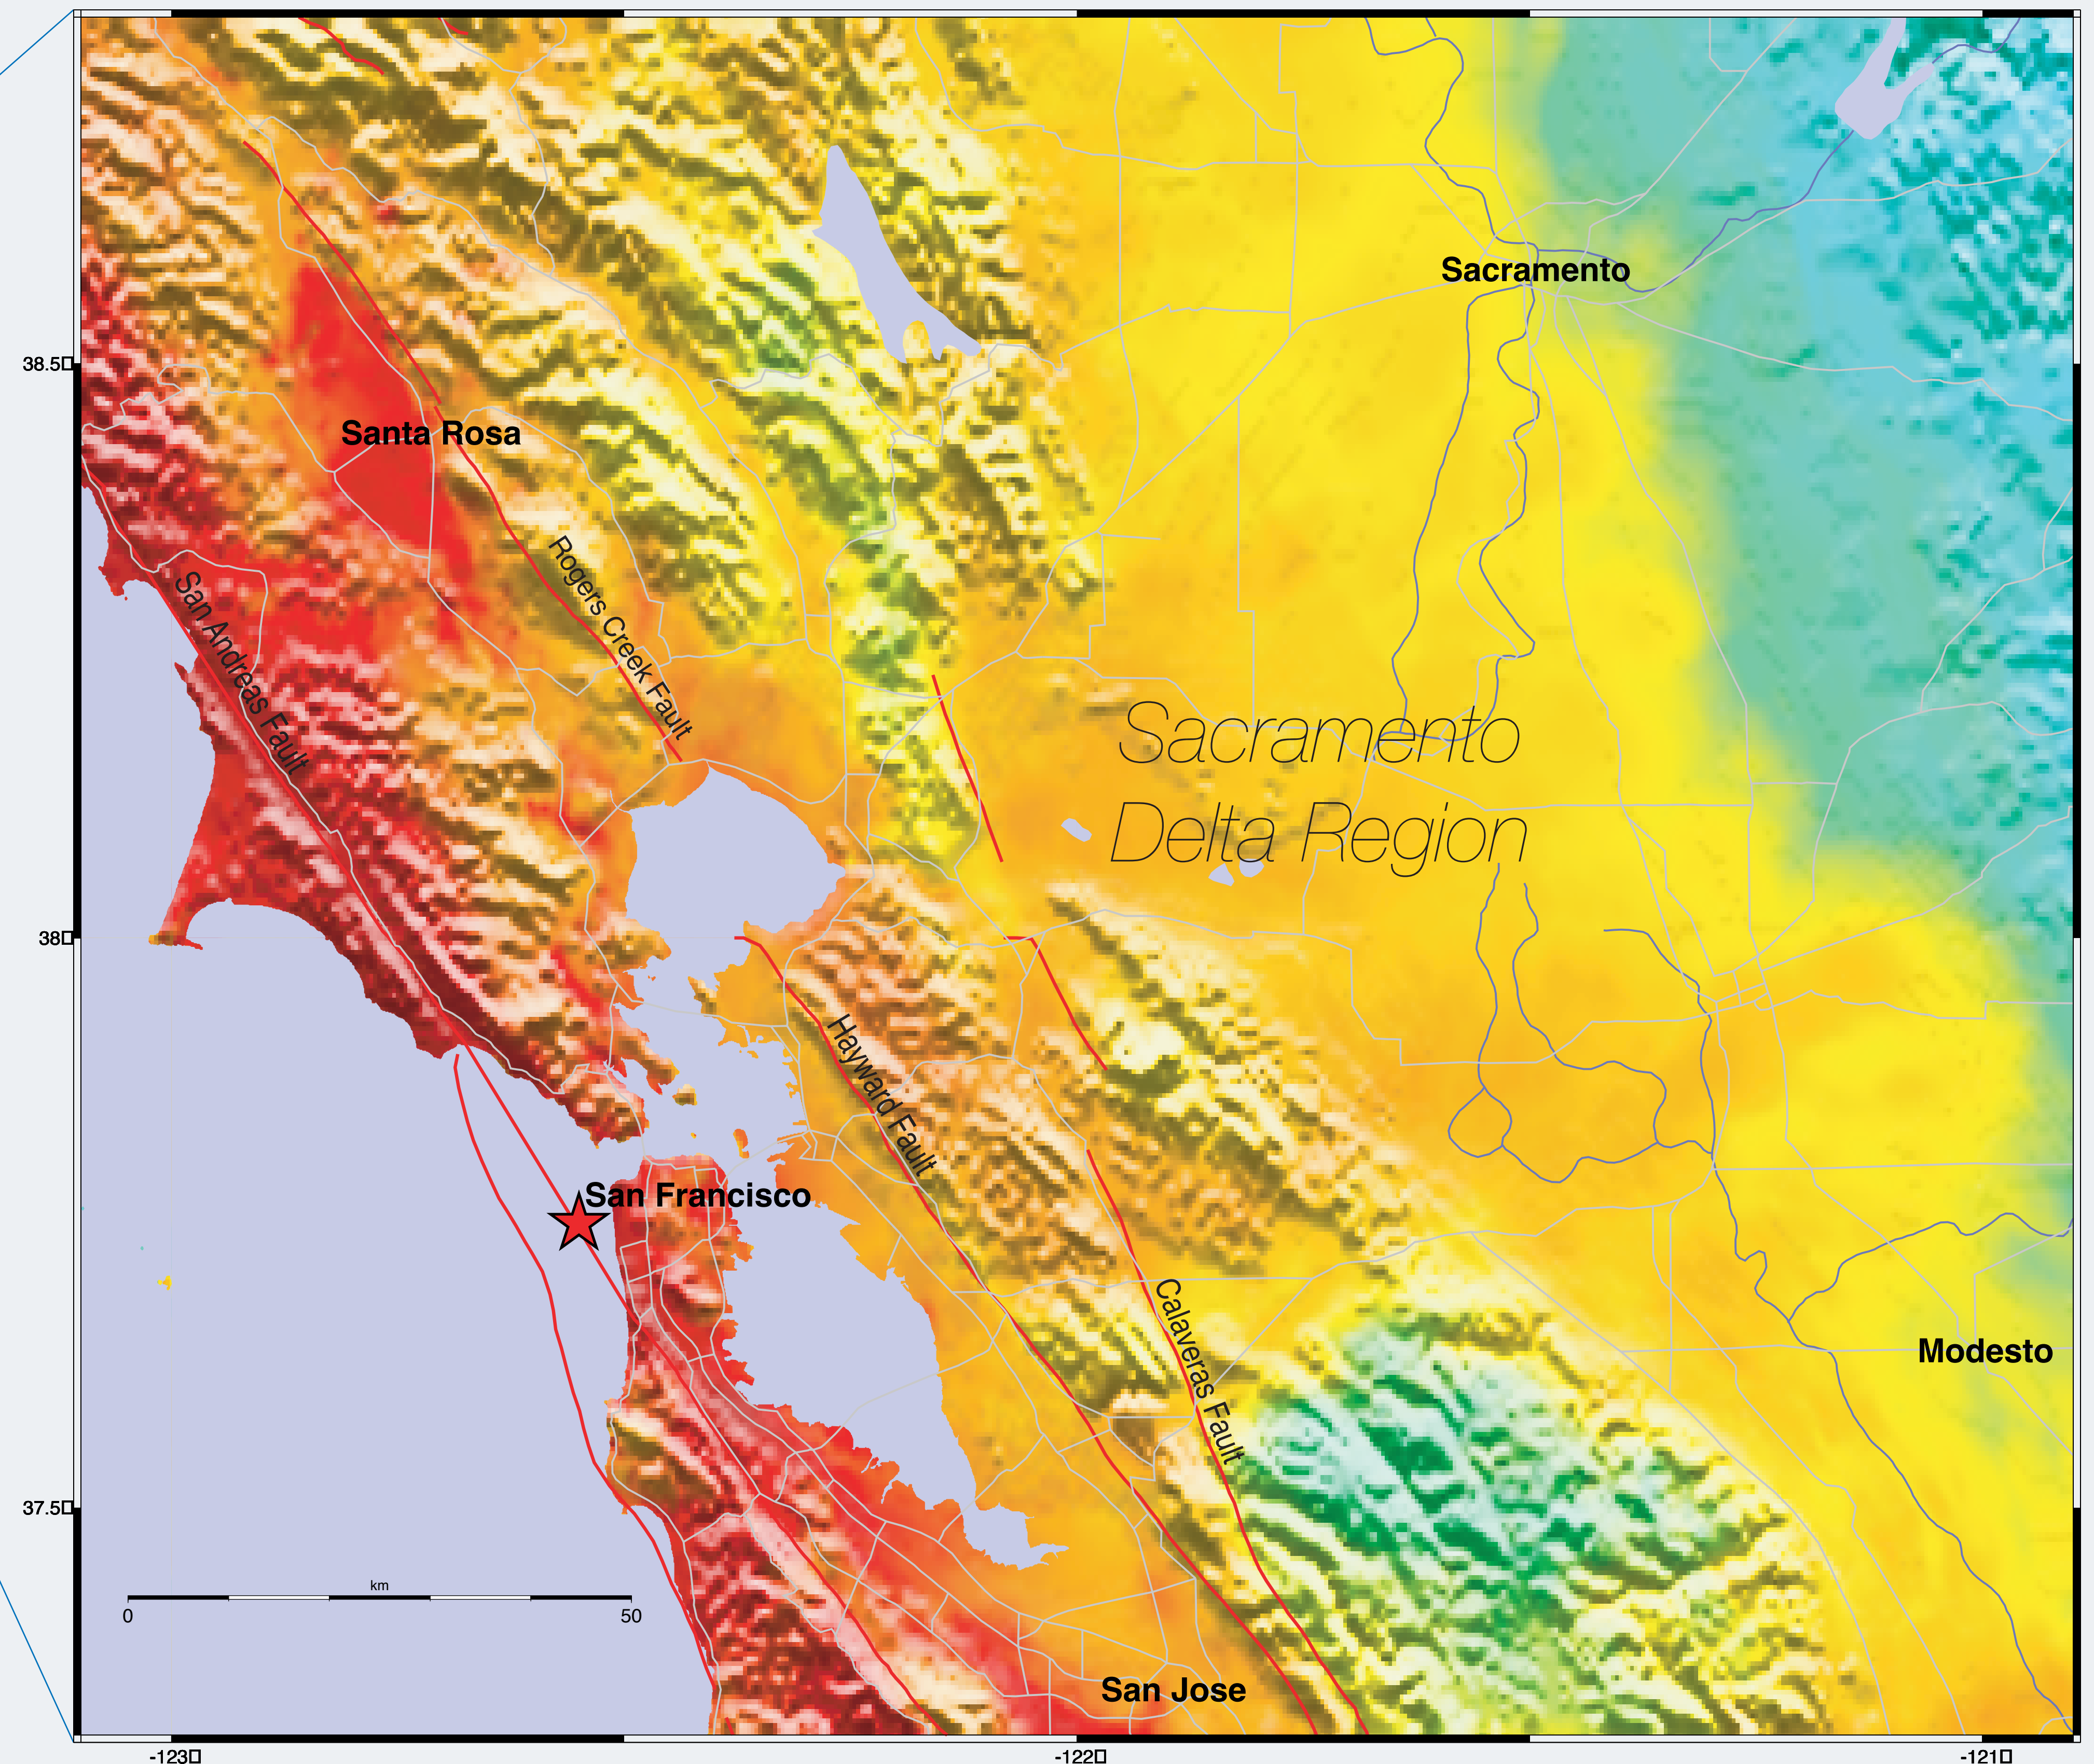 Sacramento
38.5
Santa Rosa
Rogers Creek Fault
San Andreas Fault
Sacramento
Delta Region
38
Hayward Fault
San Francisco
Calaveras Fault
Modesto
37.5
km
0 50
San Jose
-123 -122 -121